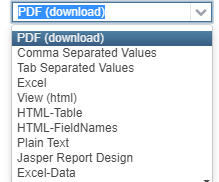 PDF (download)
PDF (download)
Comma Separated Values
Tab Separated Values
Excel
View (html)
HTML-Table
HTML-FieldNames
Plain Text
Jasper Report Design
Excel-Data